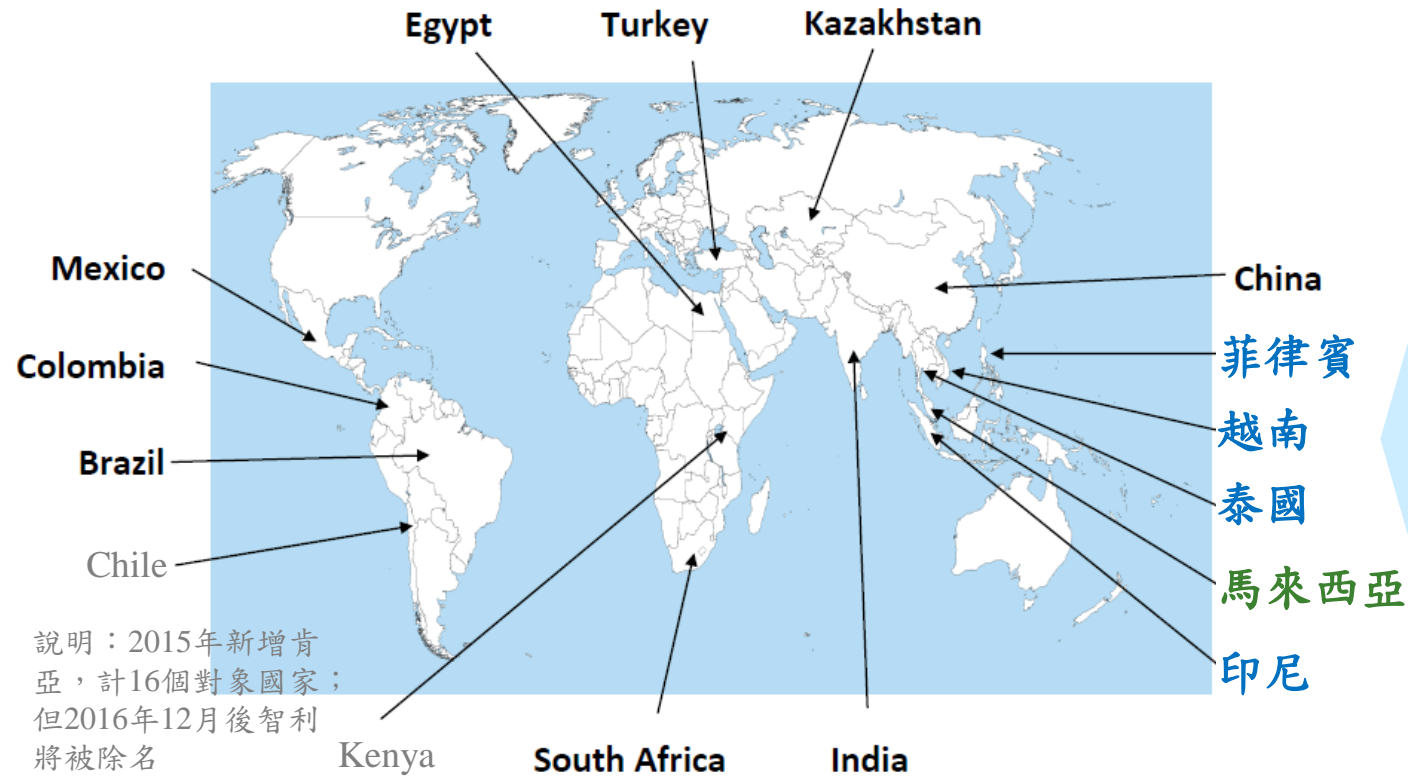 Egypt
Turkey
Kazakhstan
Mexico
China
菲律賓
Colombia
越南
Brazil
泰國
Chile
馬來西亞
說明：2015年新增肯
亞，計16個對象國家；
但2016年12月後智利
將被除名
印尼
Kenya
South Africa
India